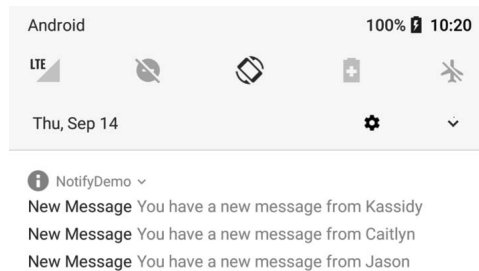 Android 100% 10:20
LTE
Thu, Sep 14
NotifyDemo
New Message You have a new message from Kassidy
New Message You have a new message from Caitlyn
New Message You have a new message from Jason